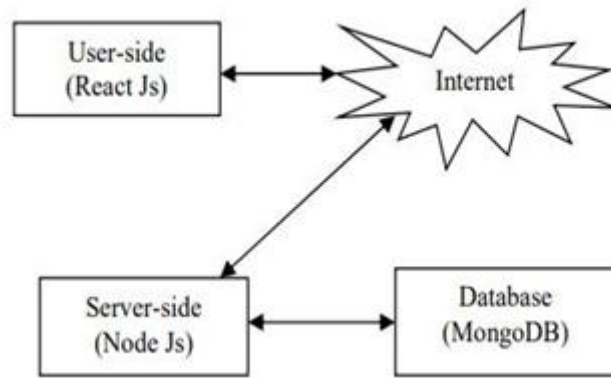 User-side
(React Js)
Internet
Server-side
(Node Js)
Database
(MongoDB)